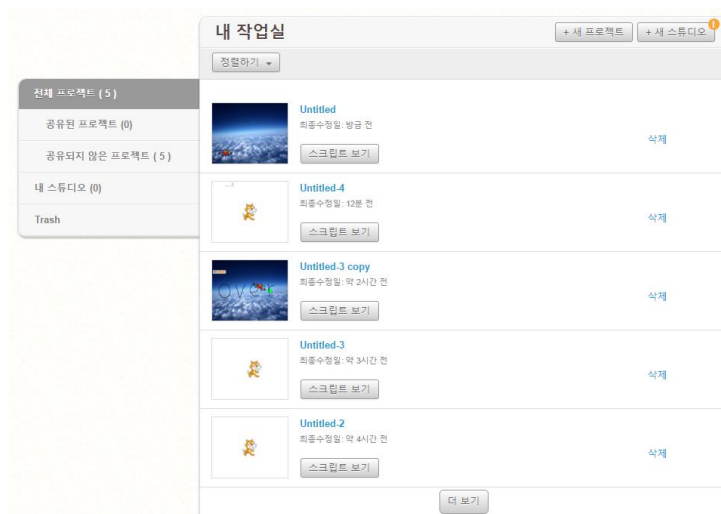 내 작업실
+ 새 프로젝트
+ 새 스튜디오
!
정렬하기
전체 프로젝트 ( 5 )
공유된 프로젝트 (0)
공유되지 않은 프로젝트 ( 5 )
내 스튜디오 (0)
Trash
Untitled
최종수정일: 방금 전
스크립트 보기
삭제
Untitled-4
최종수정일: 12분 전
스크립트 보기
삭제
over
Untitled-3 copy
최종수정일: 약 2시간 전
스크립트 보기
삭제
Untitled-3
최종수정일: 약 3시간 전
스크립트 보기
삭제
Untitled-2
최종수정일: 약 4시간 전
스크립트 보기
삭제
더 보기